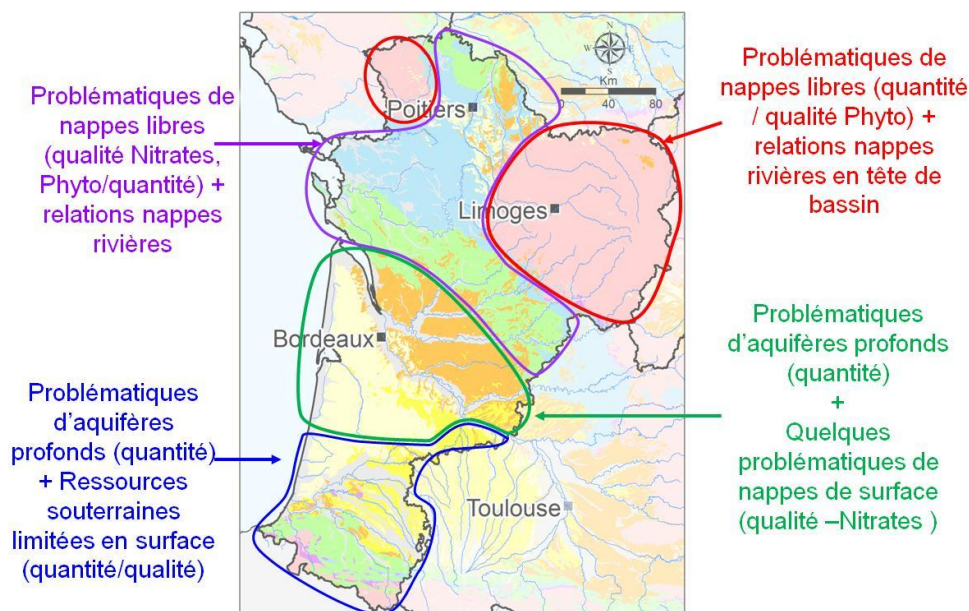 Problématiques de
nappes libres
(qualité Nitrates,
Phyto/quantité) +
relations nappes
rivières
Problématiques
d'aquifères
profonds (quantité)
+ Ressources
souterraines
limitées en surface
(quantité/qualité)
N
W
E
S
Km
0 20 40 80
Poitiers
Limoges
Bordeaux
Toulouse
Problématiques de
nappes libres (quantité
/ qualité Phyto) +
relations nappes
rivières en tête de
bassin
Problématiques
d'aquifères profonds
(quantité)
+
Quelques
problématiques de
nappes de surface
(qualité –Nitrates )